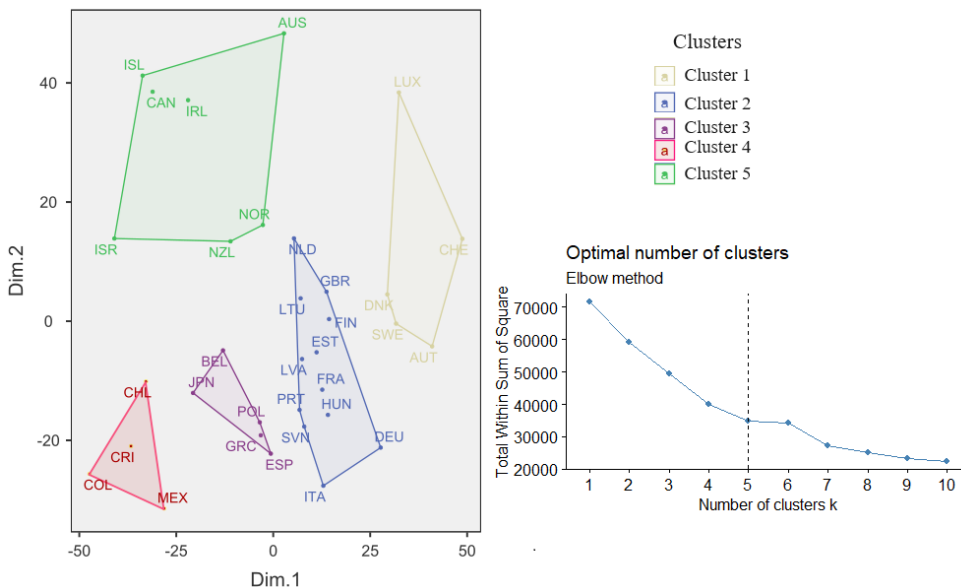 AUS
ISL
CAN
IRL
NOR
NZL
ISR
LUX
CHE
DNK
SWE
AUT
NLD
GBR
LTU
FIN
EST
LVA
FRA
PRT
HUN
SVN
DEU
ITA
BEL
JPN
POL
GRC
ESP
CHL
CRI
COL
MEX
40
20
0
-20
Dim.2
-50
-25
0
25
50
Dim.1
Clusters
a Cluster 1
a Cluster 2
a Cluster 3
a Cluster 4
a Cluster 5
Optimal number of clusters
Elbow method
Total Within Sum of Square
70000
60000
50000
40000
30000
20000
1 2 3 4 5 6 7 8 9 10
Number of clusters k
.